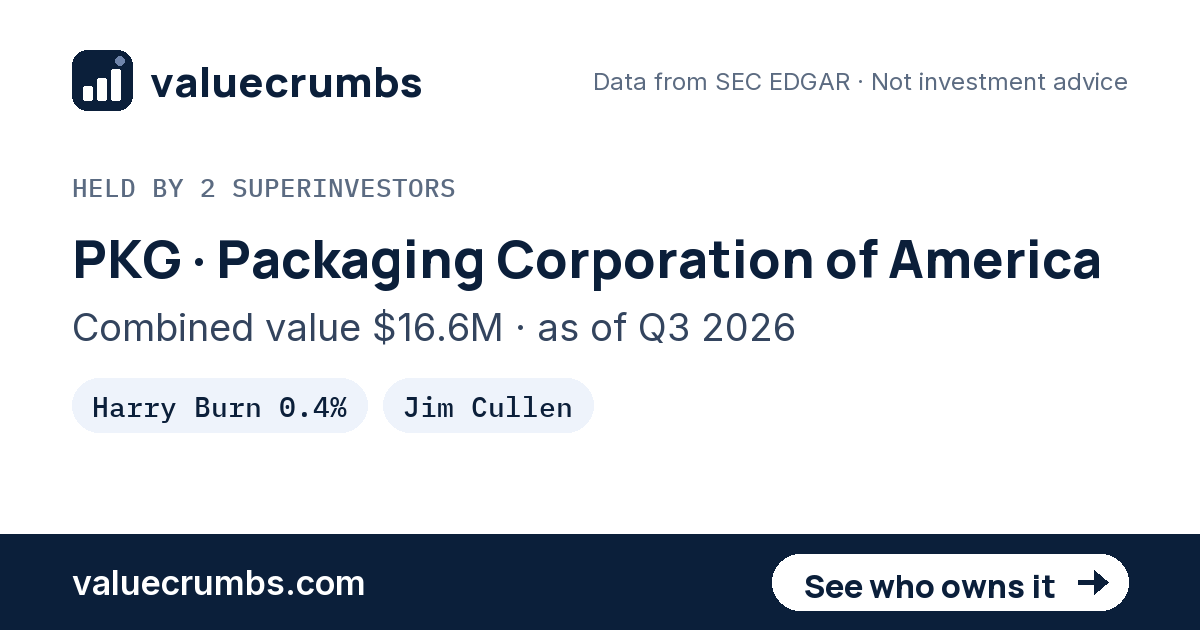 valuecrumbs
Data from SEC EDGAR · Not investment advice
HELD BY 2 SUPERINVESTORS
PKG · Packaging Corporation of America
Combined value $16.6M · as of Q3 2026
Harry Burn 0.4%
Jim Cullen
valuecrumbs.com
See who owns it →